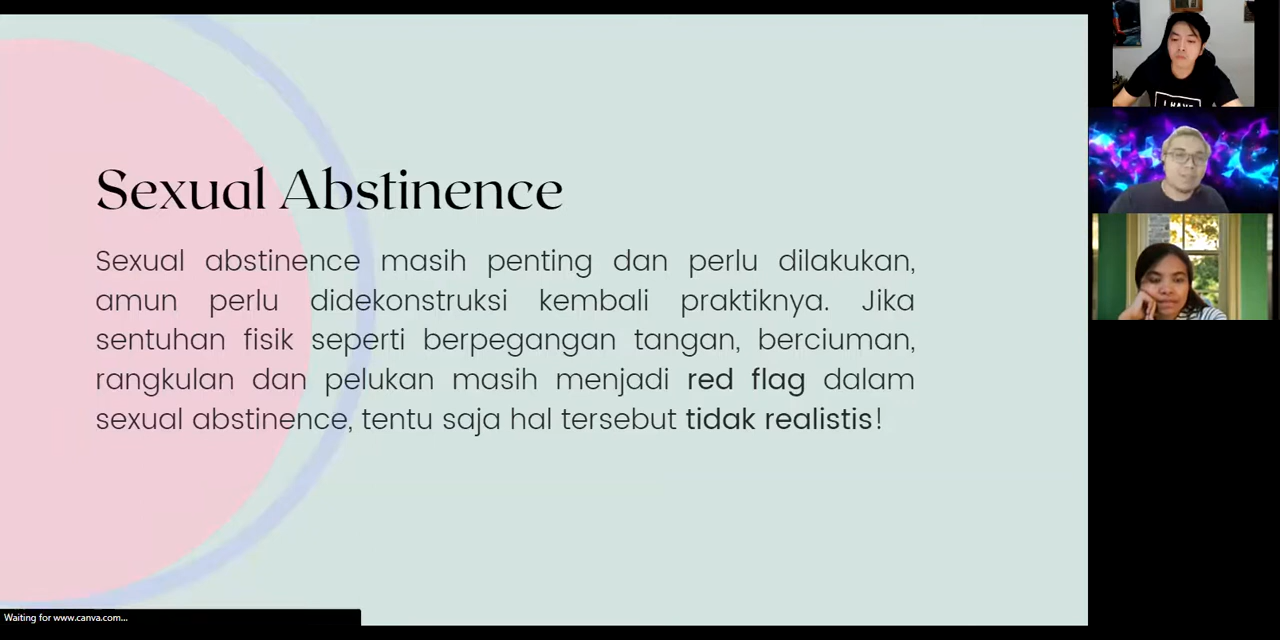 Sexual Abstinence
Sexual abstinence masih penting dan perlu dilakukan,
amun perlu didekonstruksi kembali praktiknya. Jika
sentuhan fisik seperti berpegangan tangan, berciuman,
rangkulan dan pelukan masih menjadi red flag dalam
sexual abstinence, tentu saja hal tersebut tidak realistis!
I HAVE
Waiting for www.canva.com...